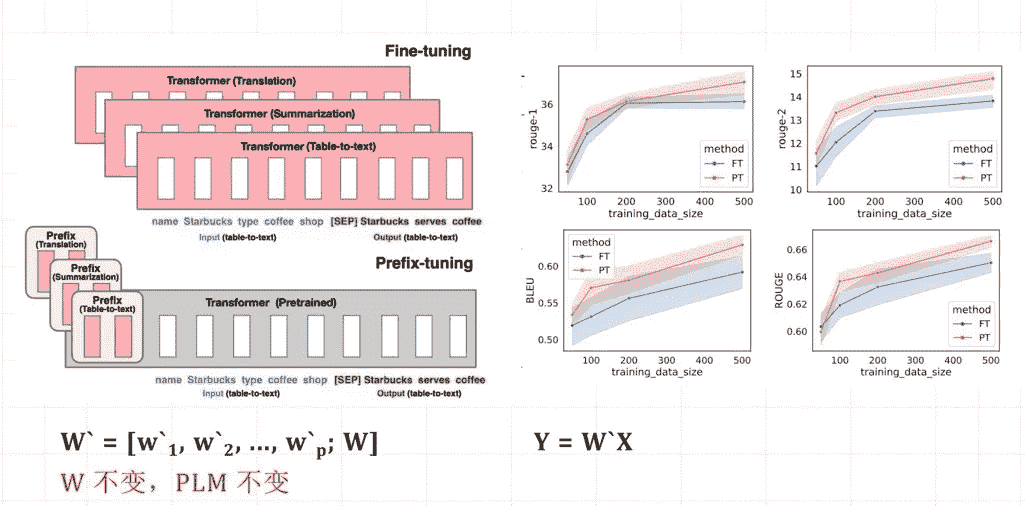 Fine-tuning
Transformer (Translation)
Transformer (Summarization)
Transformer (Table-to-text)
name Starbucks type coffee shop [SEP] Starbucks serves coffee
Input (table-to-text) Output (table-to-text)
Prefix
(Translation)
Prefix
(Summarization)
Prefix
(Table-to-text)
Prefix-tuning
Transformer (Pretrained)
name Starbucks type coffee shop [SEP] Starbucks serves coffee
Input (table-to-text) Output (table-to-text)
rouge-1
36
34
32
method
FT
PT
100 200 300 400 500
training_data_size
rouge-2
15
14
13
12
11
10
method
FT
PT
100 200 300 400 500
training_data_size
BLEU
0.60
0.55
0.50
method
FT
PT
100 200 300 400 500
training_data_size
ROUGE
0.66
0.64
0.62
0.60
method
FT
PT
100 200 300 400 500
training_data_size
W` = [w`1, w`2, ..., w`p; W]
W 不变，PLM 不变
Y = W`X